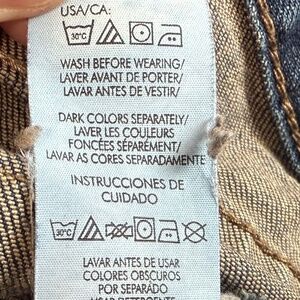 USA/CA:
30°C
WASH BEFORE WEARING/
LAVER AVANT DE PORTER/
LAVAR ANTES DE VESTIR/
DARK COLORS SEPARATELY/
LAVER LES COULEURS
FONCÉES SÉPARÉMENT/
LAVAR AS CORES SEPARADAMENTE
INSTRUCCIONES DE
CUIDADO
30°C
LAVAR ANTES DE USAR
COLORES OBSCUROS
POR SEPARADO
USAR DETERGENTE